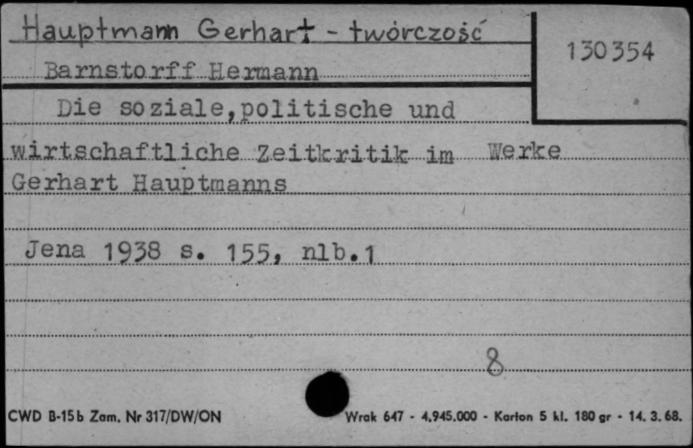 Hauptmann Gerhart - twórczość
130354
Barnstorff Hermann
Die soziale, politische und
wirtschaftliche Zeitkritik im Werke
Gerhart Hauptmanns
Jena 1938 s. 155, nlb.1
8
CWD B-15b Zam. Nr 317/DW/ON
Wrak 647 - 4.945.000 - Karton 5 kl. 180 gr - 14. 3. 68.